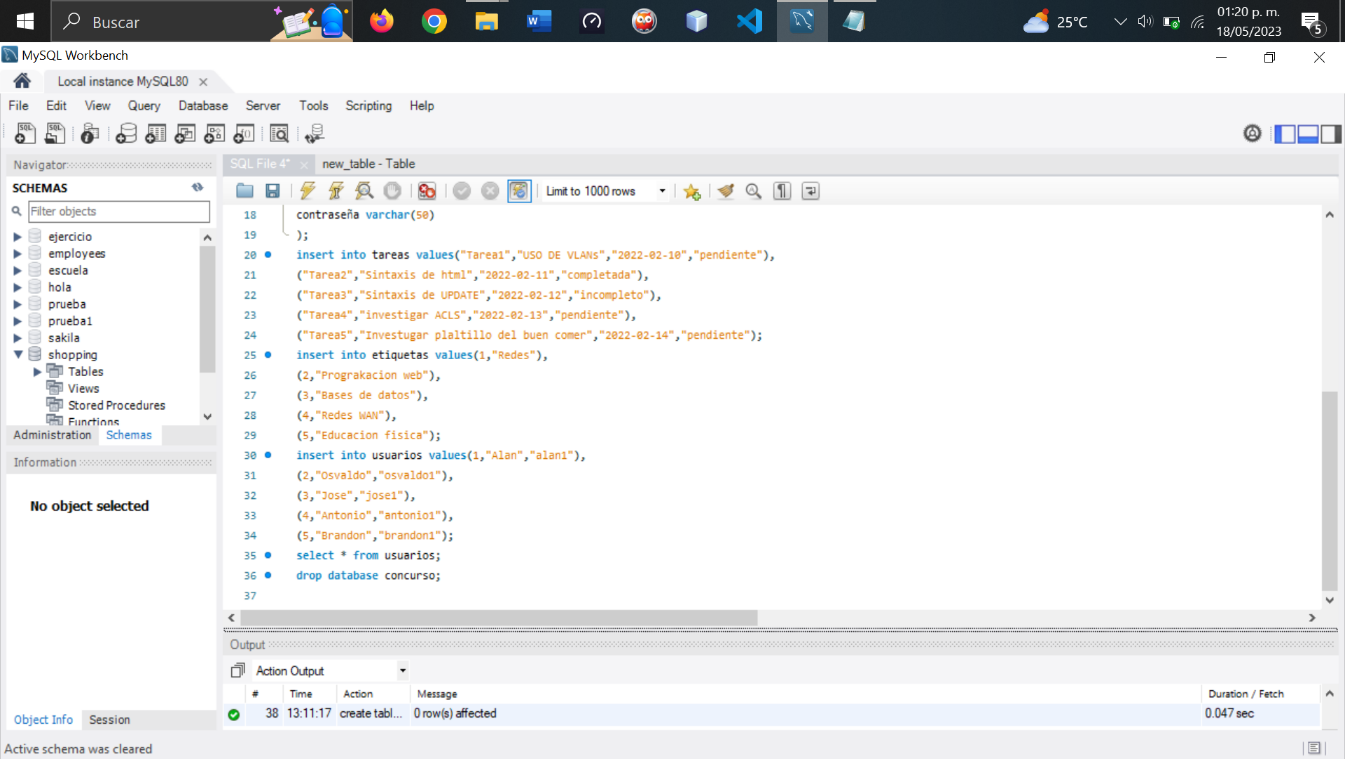 Buscar
25°C
01:20 p. m.
18/05/2023
5
MySQL Workbench
Local instance MySQL80
File Edit View Query Database Server Tools Scripting Help
Navigator
SCHEMAS
Filter objects
ejercicio
employees
escuela
hola
prueba
prueba1
sakila
shopping
Tables
Views
Stored Procedures
Functions
Administration Schemas
Information
No object selected
Object Info Session
SQL File 4* new_table - Table
Limit to 1000 rows
18 contraseña varchar(50)
19 );
20 insert into tareas values("Tarea1","USO DE VLANs","2022-02-10","pendiente"),
21 ("Tarea2","Sintaxis de html","2022-02-11","completada"),
22 ("Tarea3","Sintaxis de UPDATE","2022-02-12","incompleto"),
23 ("Tarea4","investigar ACLS","2022-02-13","pendiente"),
24 ("Tarea5","Investugar plaltillo del buen comer","2022-02-14","pendiente");
25 insert into etiquetas values(1,"Redes"),
26 (2,"Prograkacion web"),
27 (3,"Bases de datos"),
28 (4,"Redes WAN"),
29 (5,"Educacion fisica");
30 insert into usuarios values(1,"Alan","alan1"),
31 (2,"Osvaldo","osvaldo1"),
32 (3,"Jose","jose1"),
33 (4,"Antonio","antonio1"),
34 (5,"Brandon","brandon1");
35 select * from usuarios;
36 drop database concurso;
37
Output
Action Output
# Time Action Message Duration / Fetch
38 13:11:17 create tabl... 0 row(s) affected 0.047 sec
Active schema was cleared